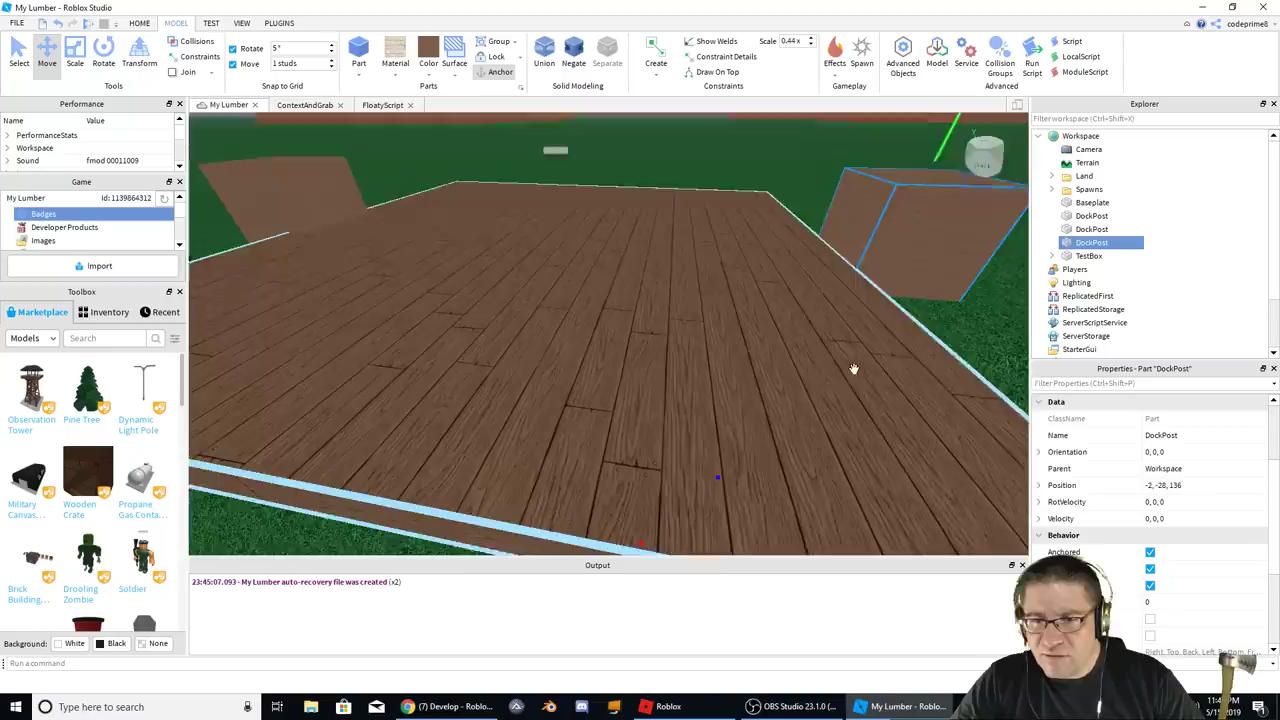 My Lumber - Roblox Studio
FILE HOME MODEL TEST VIEW PLUGINS codeprime8
Select Move Scale Rotate Transform
Collisions
Constraints
Join
Tools
Rotate 5°
Move 1 studs
Snap to Grid
Part Material Color Surface
Group
Lock
Anchor
Parts
Union Negate Separate
Solid Modeling
Create
Show Welds Scale 0.44 x
Constraint Details
Draw On Top
Constraints
Effects Spawn
Gameplay
Advanced Objects Model Service Collision Groups Run Script
Script
LocalScript
ModuleScript
Advanced
Performance
Name Value
PerformanceStats
Workspace
Sound fmod 00011009
Game
My Lumber Id: 1139864312
Badges
Developer Products
Images
Import
Toolbox
Marketplace Inventory Recent
Models Search
Observation Tower Pine Tree Dynamic Light Pole
Military Canvas... Wooden Crate Propane Gas Conta...
Brick Building,... Drooling Zombie Soldier
Background: White Black None
Run a command
My Lumber ContextAndGrab FloatyScript
Output
23:45:07.093 - My Lumber auto-recovery file was created (x2)
Explorer
Filter workspace (Ctrl+Shift+X)
Workspace
Camera
Terrain
Land
Spawns
Baseplate
DockPost
DockPost
DockPost
TestBox
Players
Lighting
ReplicatedFirst
ReplicatedStorage
ServerScriptService
ServerStorage
StarterGui
Properties - Part "DockPost"
Filter Properties (Ctrl+Shift+P)
Data
ClassName Part
Name DockPost
Orientation 0, 0, 0
Parent Workspace
Position -2, -28, 136
RotVelocity 0, 0, 0
Velocity 0, 0, 0
Behavior
Anchored
0
Right, Top, Back, Left, Bottom, Fr...
Type here to search
(7) Develop - Roblo... Roblox OBS Studio 23.1.0 (... My Lumber - Roblox...